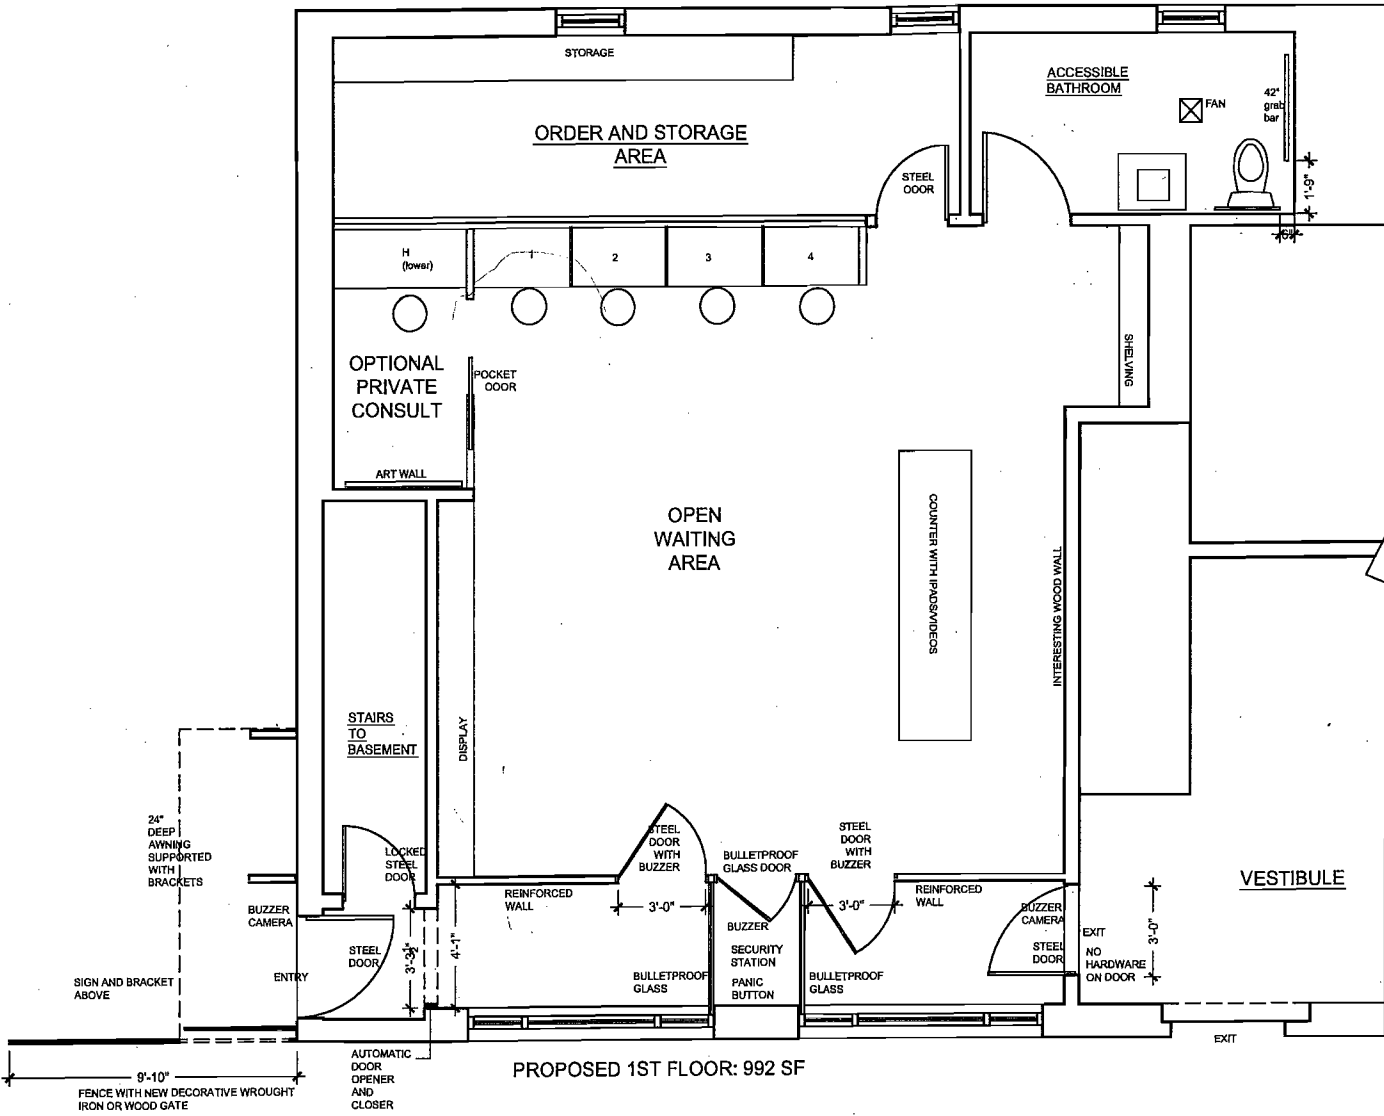 STORAGE
ACCESSIBLE
BATHROOM
FAN
42"
grab
bar
ORDER AND STORAGE
AREA
STEEL
DOOR
1'-9"
6"
H
(lower)
1
2
3
4
OPTIONAL
PRIVATE
CONSULT
POCKET
DOOR
SHELVING
ART WALL
OPEN
WAITING
AREA
COUNTER WITH IPADS/VIDEOS
INTERESTING WOOD WALL
STAIRS
TO
BASEMENT
DISPLAY
24"
DEEP
AWNING
SUPPORTED
WITH
BRACKETS
LOCKED
STEEL
DOOR
STEEL
DOOR
WITH
BUZZER
BULLETPROOF
GLASS DOOR
STEEL
DOOR
WITH
BUZZER
VESTIBULE
REINFORCED
WALL
REINFORCED
WALL
3'-0"
3'-0"
BUZZER
CAMERA
BUZZER
CAMERA
BUZZER
SECURITY
STATION
PANIC
BUTTON
STEEL
DOOR
3'-3½"
4'-1"
STEEL
DOOR
EXIT
NO
HARDWARE
ON DOOR
3'-0"
ENTRY
SIGN AND BRACKET
ABOVE
BULLETPROOF
GLASS
BULLETPROOF
GLASS
EXIT
AUTOMATIC
DOOR
OPENER
AND
CLOSER
PROPOSED 1ST FLOOR: 992 SF
9'-10"
FENCE WITH NEW DECORATIVE WROUGHT
IRON OR WOOD GATE